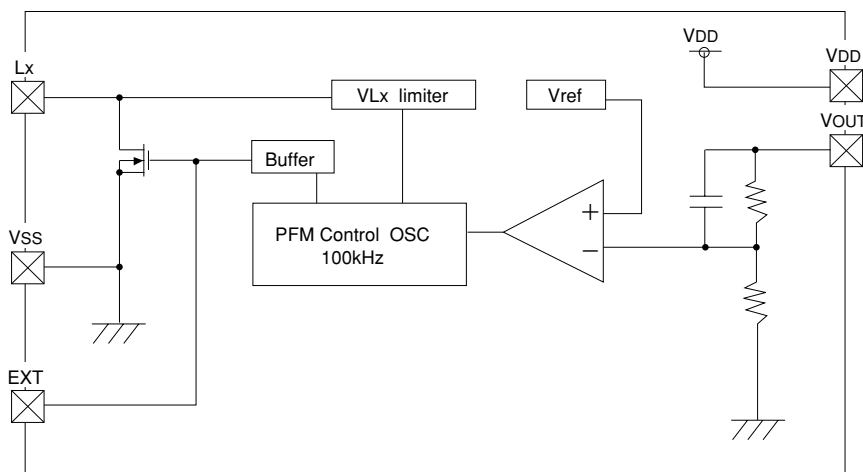 VDD
VDD
Lx
VLx limiter
Vref
VOUT
Buffer
+
PFM Control OSC
100kHz
−
VSS
EXT